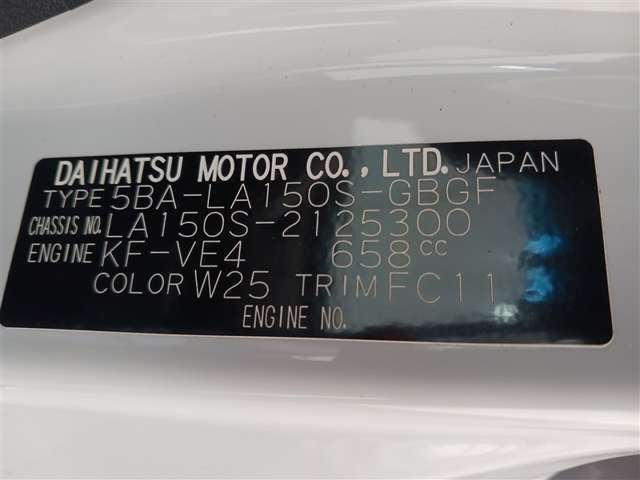 DAIHATSU MOTOR CO., LTD. JAPAN
TYPE 5BA-LA150S-GBGF
CHASSIS NO. LA150S-2125300
ENGINE KF-VE4 658cc
COLOR W25 TRIM FC11
ENGINE NO.